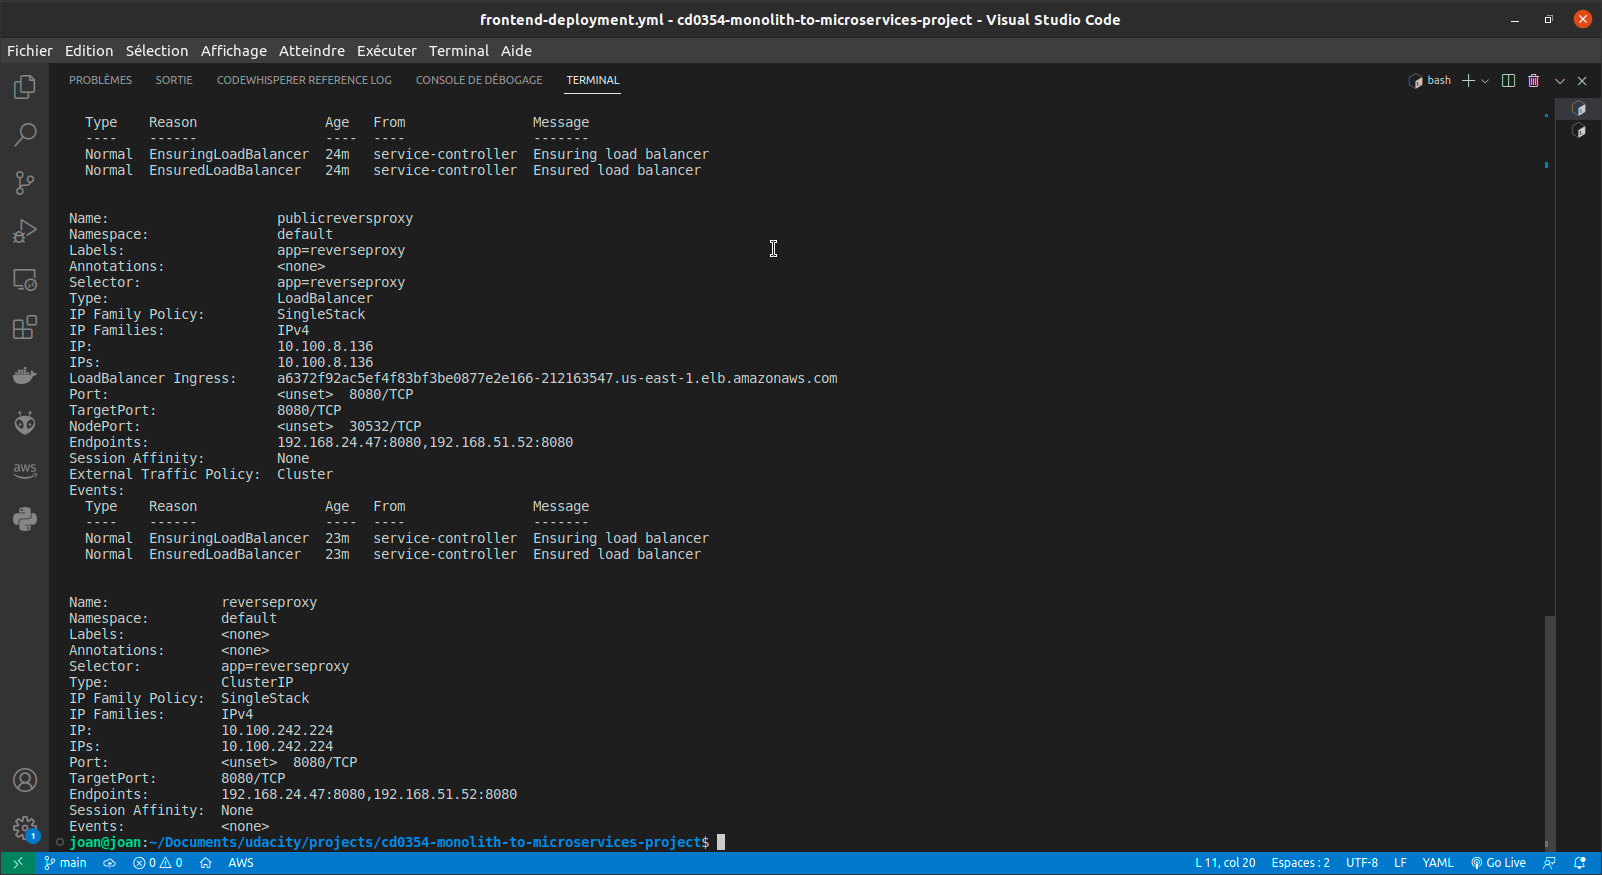 frontend-deployment.yml - cd0354-monolith-to-microservices-project - Visual Studio Code
Fichier Edition Sélection Affichage Atteindre Exécuter Terminal Aide
PROBLÈMES SORTIE CODEWHISPERER REFERENCE LOG CONSOLE DE DÉBOGAGE TERMINAL bash
Type Reason Age From Message
---- ------ ---- ---- -------
Normal EnsuringLoadBalancer 24m service-controller Ensuring load balancer
Normal EnsuredLoadBalancer 24m service-controller Ensured load balancer
Name: publicreversproxy
Namespace: default
Labels: app=reverseproxy
Annotations: <none>
Selector: app=reverseproxy
Type: LoadBalancer
IP Family Policy: SingleStack
IP Families: IPv4
IP: 10.100.8.136
IPs: 10.100.8.136
LoadBalancer Ingress: a6372f92ac5ef4f83bf3be0877e2e166-212163547.us-east-1.elb.amazonaws.com
Port: <unset> 8080/TCP
TargetPort: 8080/TCP
NodePort: <unset> 30532/TCP
Endpoints: 192.168.24.47:8080,192.168.51.52:8080
Session Affinity: None
External Traffic Policy: Cluster
Events:
Type Reason Age From Message
---- ------ ---- ---- -------
Normal EnsuringLoadBalancer 23m service-controller Ensuring load balancer
Normal EnsuredLoadBalancer 23m service-controller Ensured load balancer
Name: reverseproxy
Namespace: default
Labels: <none>
Annotations: <none>
Selector: app=reverseproxy
Type: ClusterIP
IP Family Policy: SingleStack
IP Families: IPv4
IP: 10.100.242.224
IPs: 10.100.242.224
Port: <unset> 8080/TCP
TargetPort: 8080/TCP
Endpoints: 192.168.24.47:8080,192.168.51.52:8080
Session Affinity: None
Events: <none>
joan@joan:~/Documents/udacity/projects/cd0354-monolith-to-microservices-project$
aws
1
main 0 0 AWS L 11, col 20 Espaces : 2 UTF-8 LF YAML Go Live